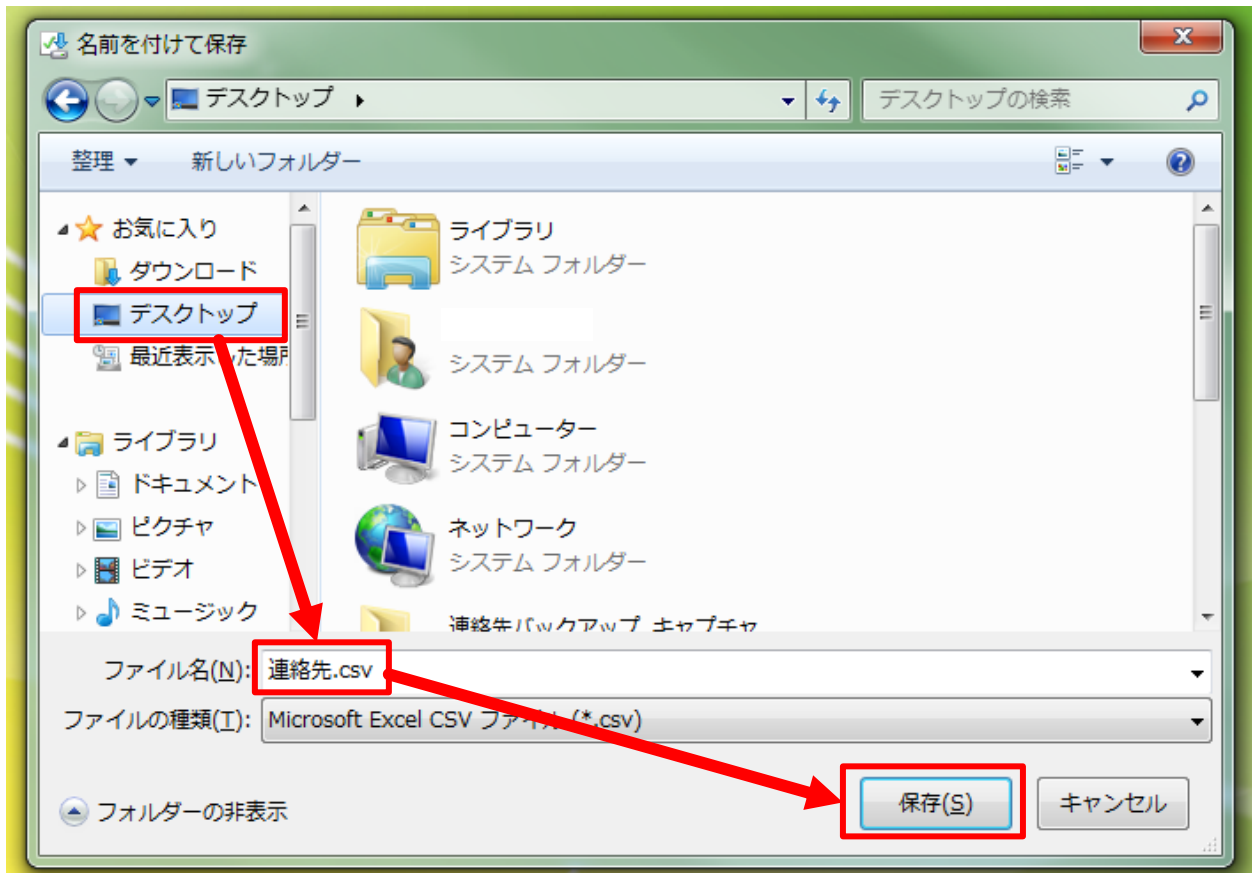 名前を付けて保存
デスクトップ
デスクトップの検索
整理
新しいフォルダー
お気に入り
ダウンロード
デスクトップ
最近表示した場所
ライブラリ
ドキュメント
ピクチャ
ビデオ
ミュージック
ライブラリ
システム フォルダー
システム フォルダー
コンピューター
システム フォルダー
ネットワーク
システム フォルダー
連絡先バックアップ キャプチャ
ファイル名(N): 連絡先.csv
ファイルの種類(T): Microsoft Excel CSV ファイル (*.csv)
フォルダーの非表示
保存(S)
キャンセル